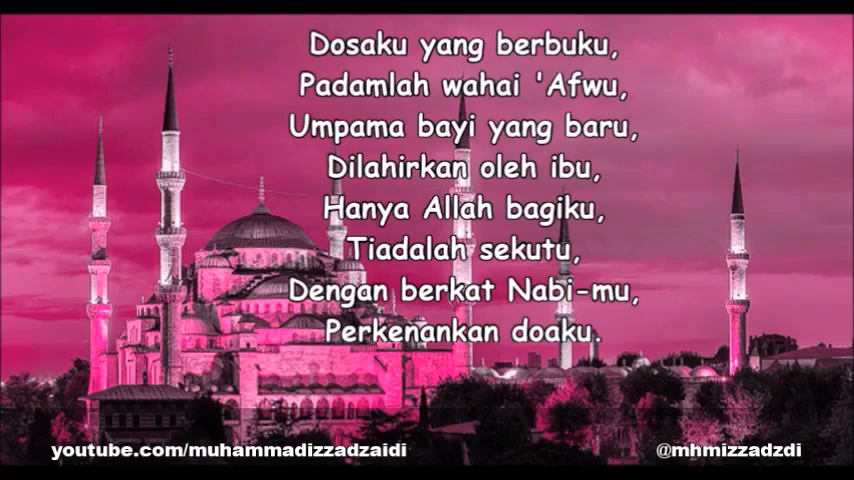 Dosaku yang berbuku,
Padamlah wahai 'Afwu,
Umpama bayi yang baru,
Dilahirkan oleh ibu,
Hanya Allah bagiku,
Tiadalah sekutu,
Dengan berkat Nabi-mu,
Perkenankan doaku.
youtube.com/muhammadizzadzaidi
@mhmizzadzdi